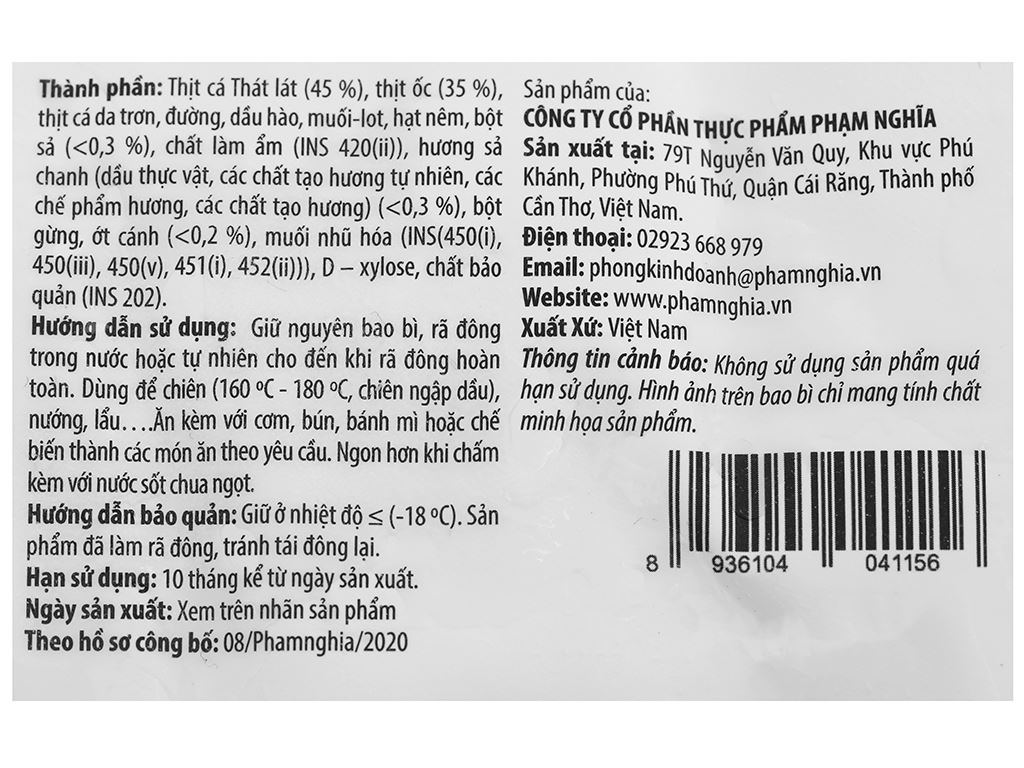 Thành phần: Thịt cá Thát lát (45 %), thịt ốc (35 %),
thịt cá da trơn, đường, dầu hào, muối-lot, hạt nêm, bột
sả (<0,3 %), chất làm ẩm (INS 420(ii)), hương sả
chanh (dầu thực vật, các chất tạo hương tự nhiên, các
chế phẩm hương, các chất tạo hương) (<0,3 %), bột
gừng, ớt cánh (<0,2 %), muối nhũ hóa (INS(450(i),
450(iii), 450(v), 451(i), 452(ii))), D – xylose, chất bảo
quản (INS 202).
Hướng dẫn sử dụng: Giữ nguyên bao bì, rã đông
trong nước hoặc tự nhiên cho đến khi rã đông hoàn
toàn. Dùng để chiên (160 ºC - 180 ºC, chiên ngập dầu),
nướng, lẩu….Ăn kèm với cơm, bún, bánh mì hoặc chế
biến thành các món ăn theo yêu cầu. Ngon hơn khi chấm
kèm với nước sốt chua ngọt.
Hướng dẫn bảo quản: Giữ ở nhiệt độ ≤ (-18 ºC). Sản
phẩm đã làm rã đông, tránh tái đông lại.
Hạn sử dụng: 10 tháng kể từ ngày sản xuất.
Ngày sản xuất: Xem trên nhãn sản phẩm
Theo hồ sơ công bố: 08/Phamnghia/2020
Sản phẩm của:
CÔNG TY CỔ PHẦN THỰC PHẨM PHẠM NGHĨA
Sản xuất tại: 79T Nguyễn Văn Quy, Khu vực Phú
Khánh, Phường Phú Thứ, Quận Cái Răng, Thành phố
Cần Thơ, Việt Nam.
Điện thoại: 02923 668 979
Email: phongkinhdoanh@phamnghia.vn
Website: www.phamnghia.vn
Xuất Xứ: Việt Nam
Thông tin cảnh báo: Không sử dụng sản phẩm quá
hạn sử dụng. Hình ảnh trên bao bì chỉ mang tính chất
minh họa sản phẩm.
8 936104 041156